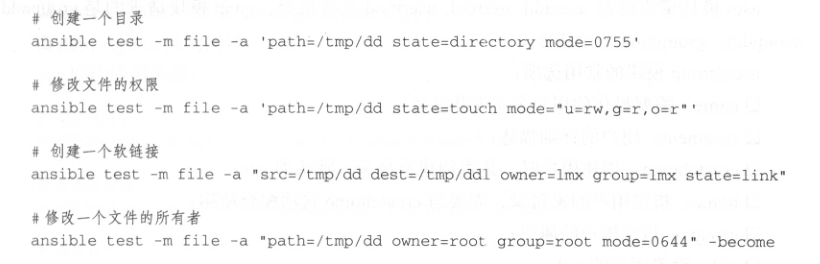 # 创建一个目录
ansible test -m file -a 'path=/tmp/dd state=directory mode=0755'
# 修改文件的权限
ansible test -m file -a 'path=/tmp/dd state=touch mode="u=rw,g=r,o=r"'
# 创建一个软链接
ansible test -m file -a "src=/tmp/dd dest=/tmp/ddl owner=lmx group=lmx state=link"
#修改一个文件的所有者
ansible test -m file -a "path=/tmp/dd owner=root group=root mode=0644" -become